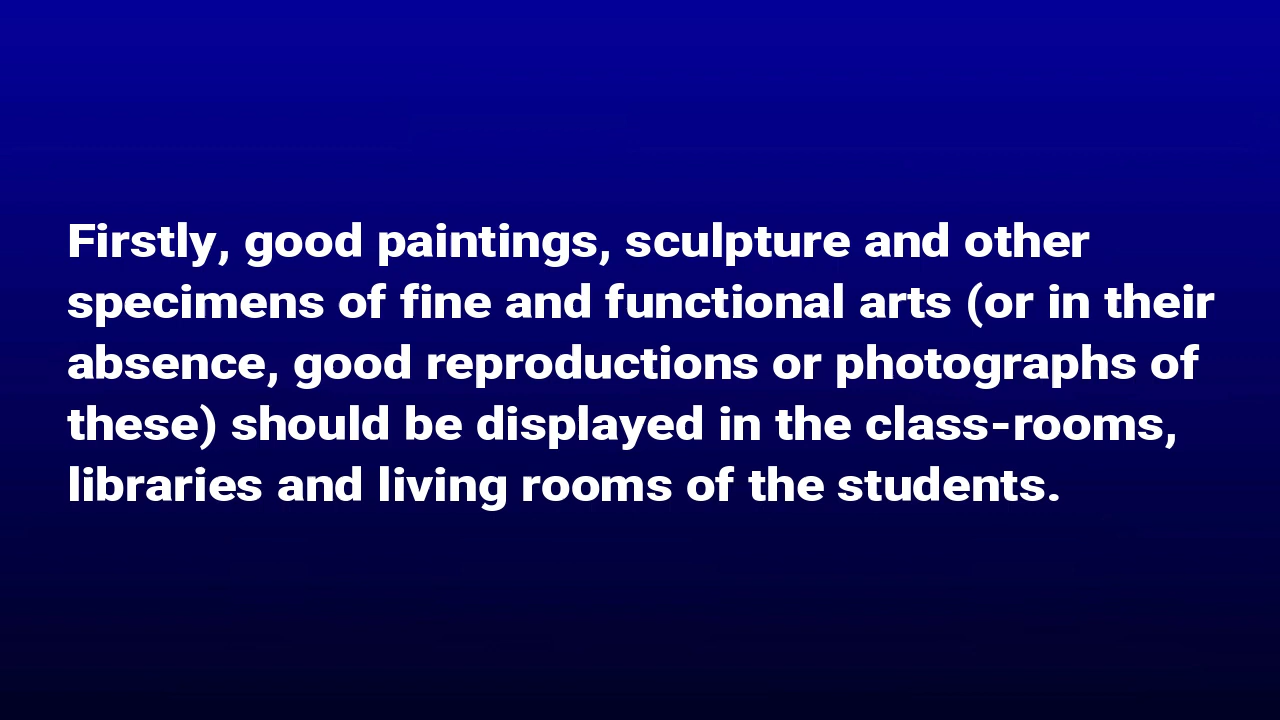 Firstly, good paintings, sculpture and other
specimens of fine and functional arts (or in their
absence, good reproductions or photographs of
these) should be displayed in the class-rooms,
libraries and living rooms of the students.